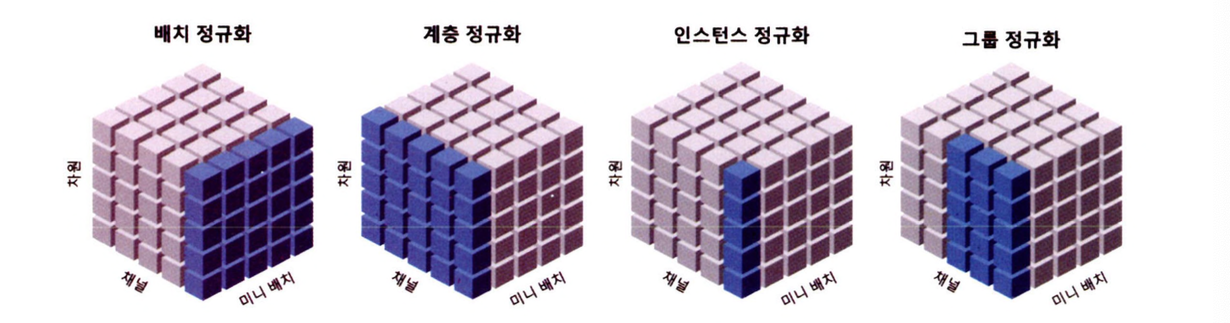 배치 정규화
계층 정규화
인스턴스 정규화
그룹 정규화
차원
채널
미니 배치
차원
채널
미니 배치
차원
채널
미니 배치
차원
채널
미니 배치